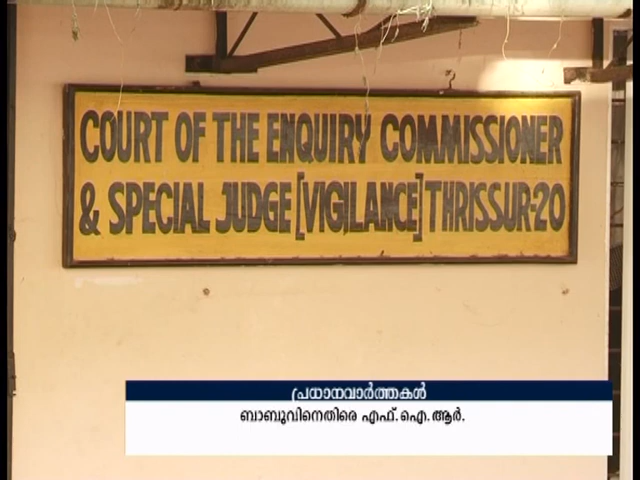 COURT OF THE ENQUIRY COMMISSIONER
& SPECIAL JUDGE [VIGILANCE] THRISSUR-20
പ്രധാനവാർത്തകൾ
ബാബുവിനെതിരെ എഫ്.ഐ.ആർ.